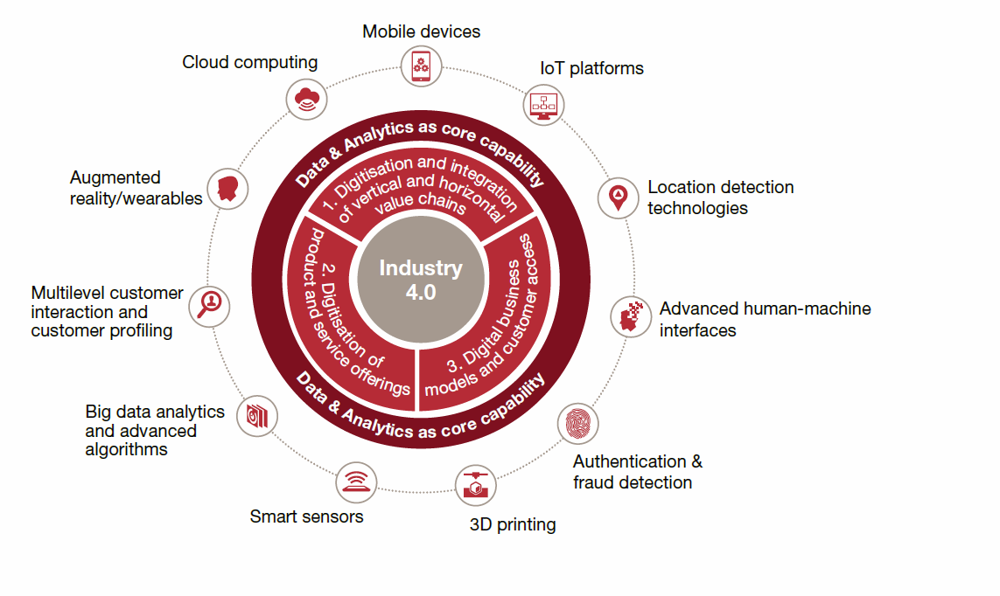 Mobile devices
Cloud computing
IoT platforms
Augmented
reality/wearables
Location detection
technologies
Multilevel customer
interaction and
customer profiling
Advanced human-machine
interfaces
Big data analytics
and advanced
algorithms
Authentication &
fraud detection
Smart sensors
3D printing
Data & Analytics as core capability
1. Digitisation and integration
of vertical and horizontal
value chains
2. Digitisation of
product and service offerings
3. Digital business
models and customer access
Industry
4.0
Data & Analytics as core capability